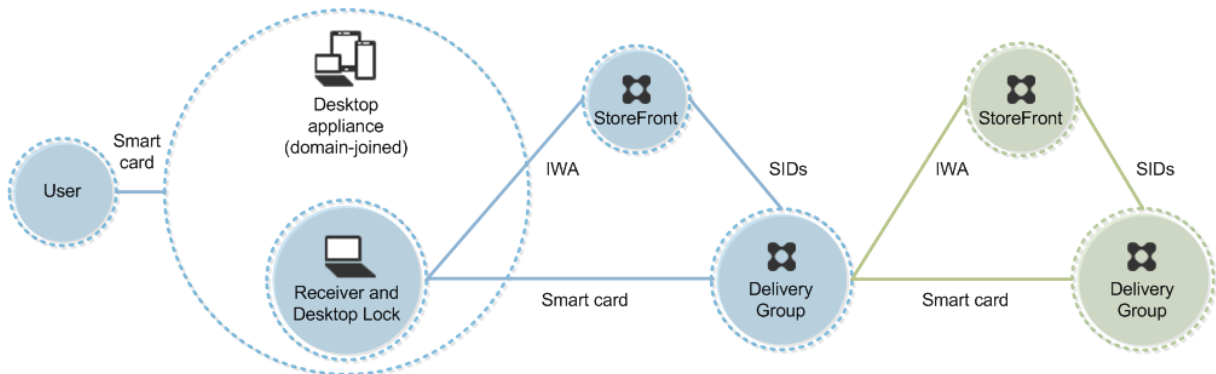 User
Smart
card
Desktop
appliance
(domain-joined)
Receiver and
Desktop Lock
IWA
StoreFront
SIDs
Smart card
Delivery
Group
IWA
StoreFront
SIDs
Smart card
Delivery
Group